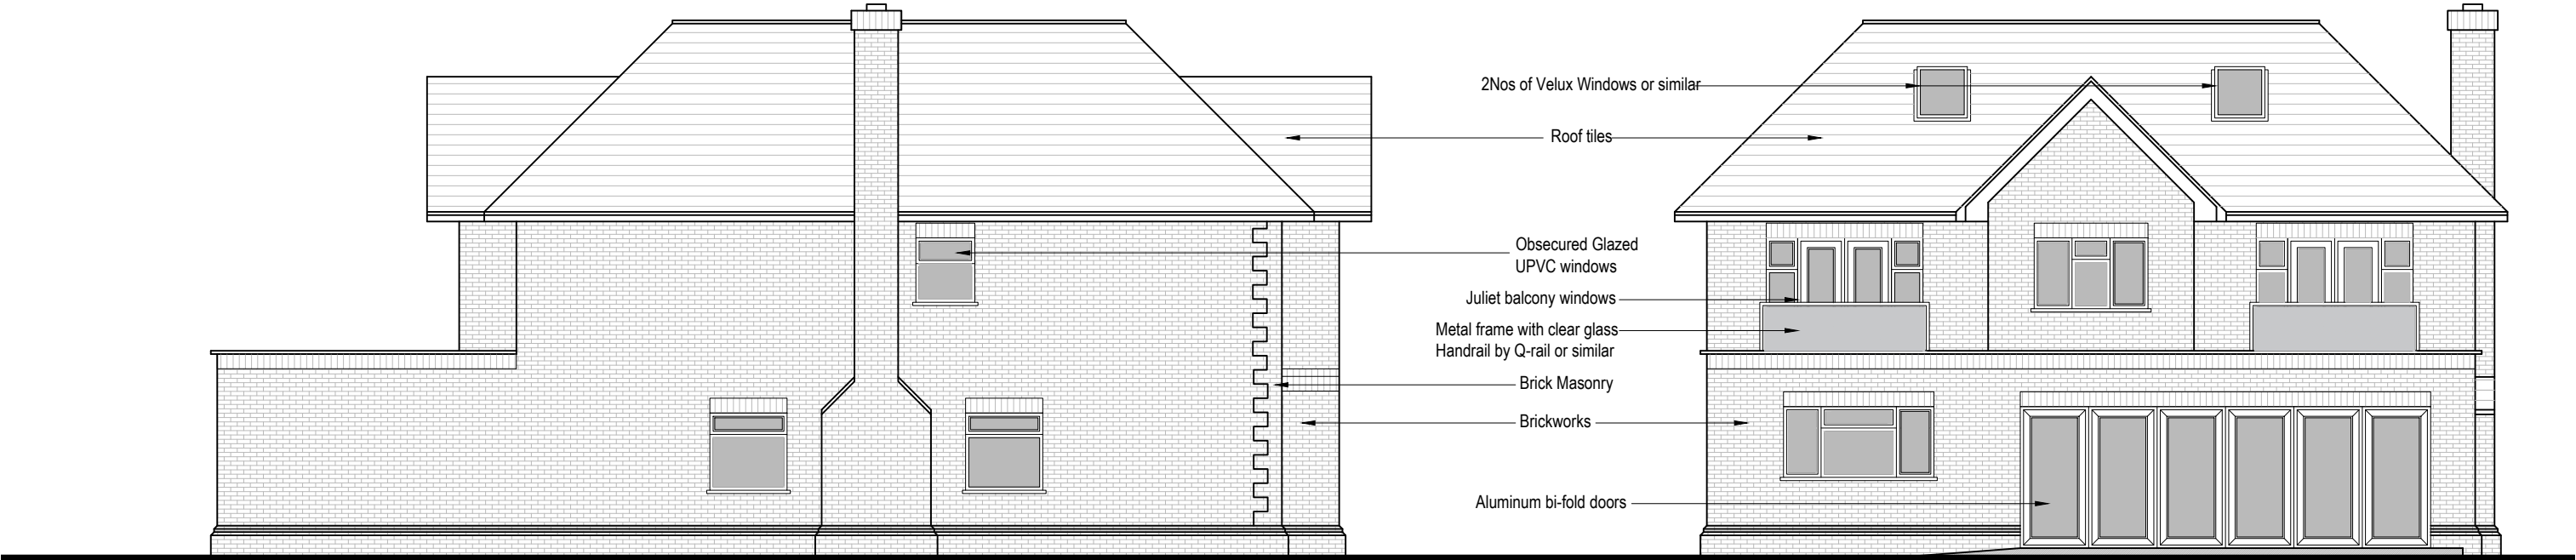 2Nos of Velux Windows or similar
Roof tiles
Obsecured Glazed
UPVC windows
Juliet balcony windows
Metal frame with clear glass
Handrail by Q-rail or similar
Brick Masonry
Brickworks
Aluminum bi-fold doors